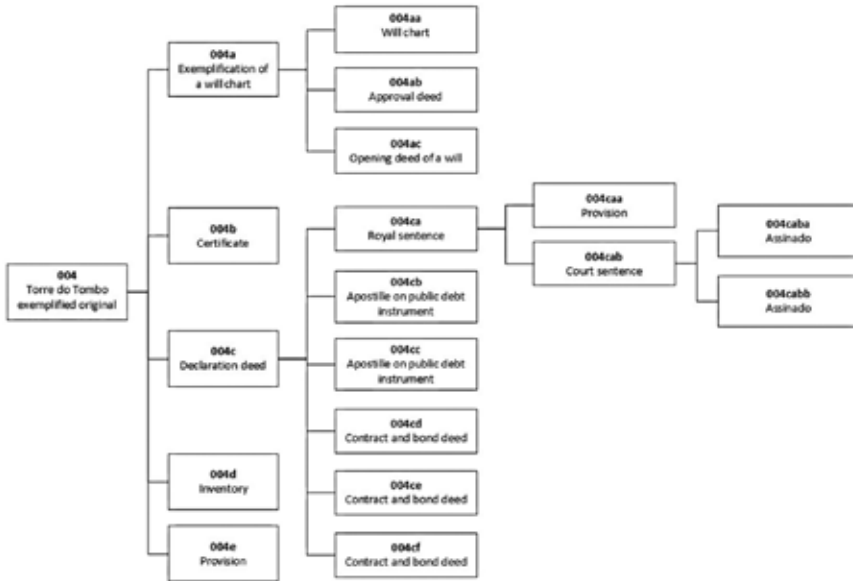 004
Torre do Tombo
exemplified original
004a
Exemplification of
a will chart
004aa
Will chart
004ab
Approval deed
004ac
Opening deed of a will
004b
Certificate
004c
Declaration deed
004ca
Royal sentence
004caa
Provision
004cab
Court sentence
004caba
Assinado
004cabb
Assinado
004cb
Apostille on public debt
instrument
004cc
Apostille on public debt
instrument
004cd
Contract and bond deed
004ce
Contract and bond deed
004cf
Contract and bond deed
004d
Inventory
004e
Provision